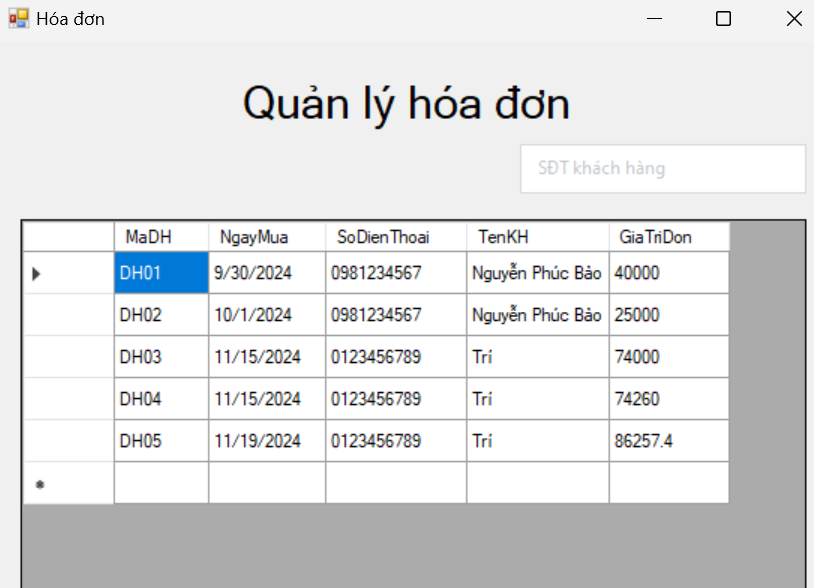 Hóa đơn
Quản lý hóa đơn
SĐT khách hàng
MaDH NgayMua SoDienThoai TenKH GiaTriDon
DH01 9/30/2024 0981234567 Nguyễn Phúc Bảo 40000
DH02 10/1/2024 0981234567 Nguyễn Phúc Bảo 25000
DH03 11/15/2024 0123456789 Trí 74000
DH04 11/15/2024 0123456789 Trí 74260
DH05 11/19/2024 0123456789 Trí 86257.4